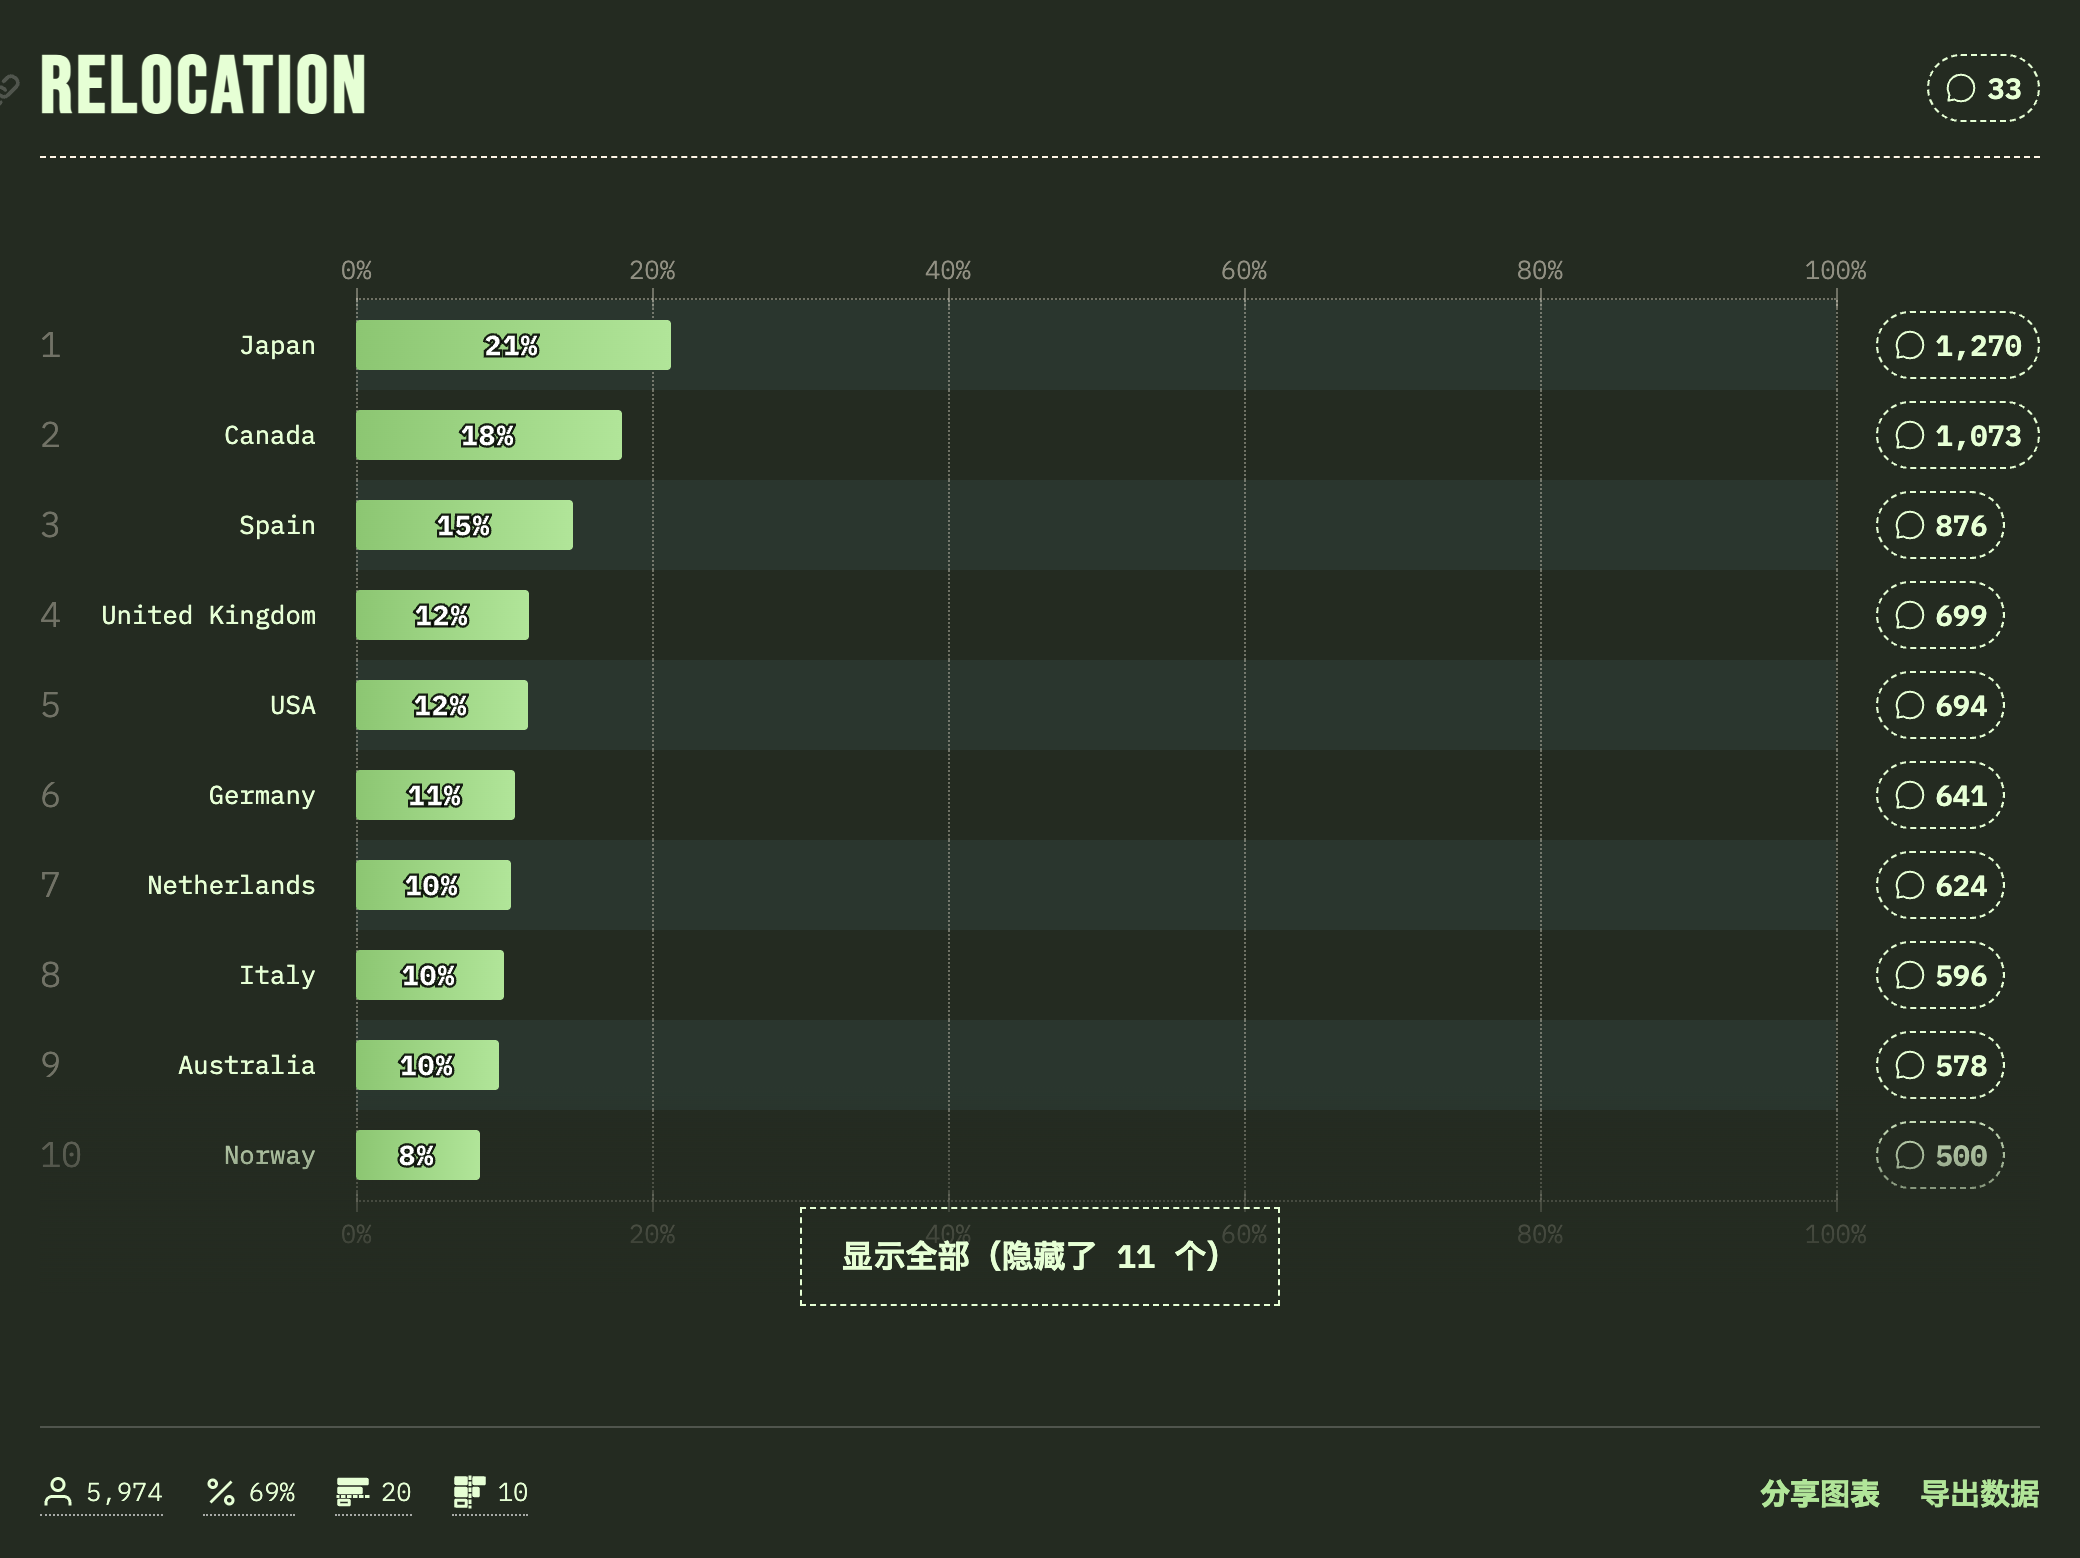 RELOCATION
33
0% 20% 40% 60% 80% 100%
1 Japan 21% 1,270
2 Canada 18% 1,073
3 Spain 15% 876
4 United Kingdom 12% 699
5 USA 12% 694
6 Germany 11% 641
7 Netherlands 10% 624
8 Italy 10% 596
9 Australia 10% 578
10 Norway 8% 500
0% 20% 40% 60% 80% 100%
显示全部（隐藏了 11 个）
5,974 69% 20 10 分享图表 导出数据